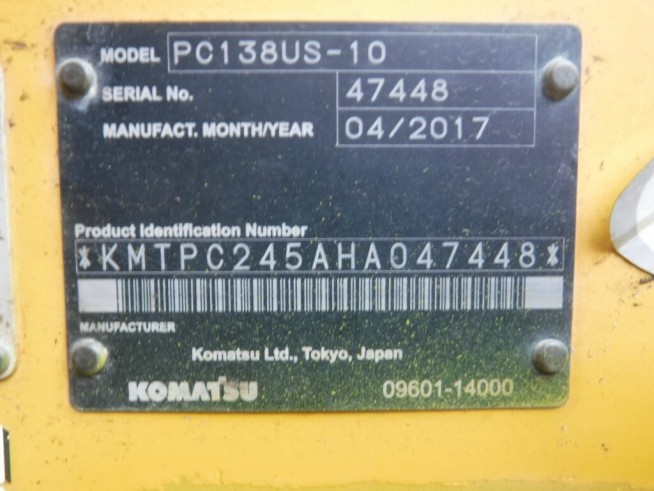 MODEL PC138US-10
SERIAL No. 47448
MANUFACT. MONTH/YEAR 04/2017
Product Identification Number
*KMTPC245AHA047448*
MANUFACTURER
Komatsu Ltd., Tokyo, Japan
KOMATSU 09601-14000